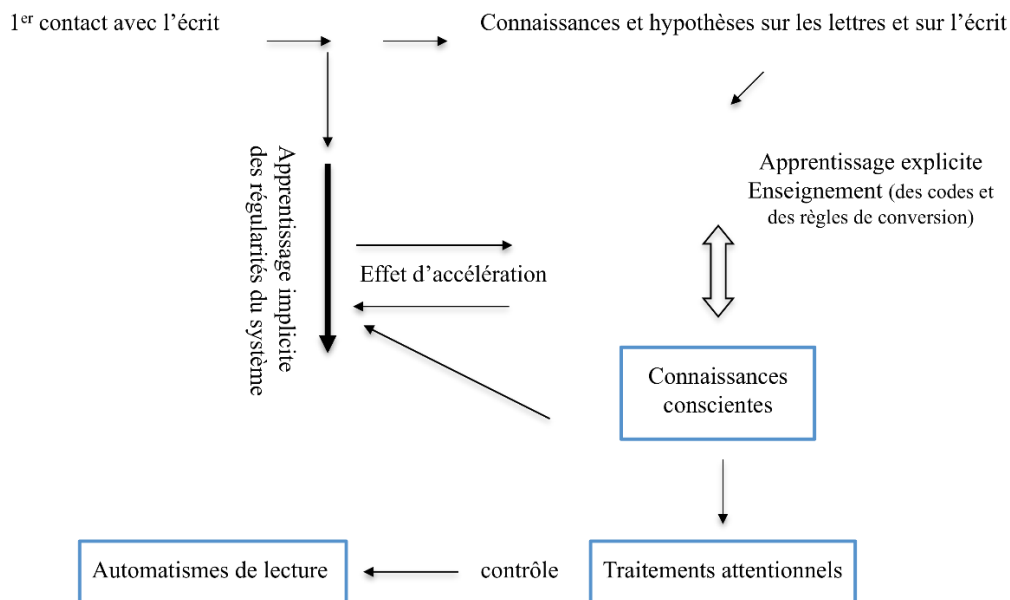 1er contact avec l’écrit
Connaissances et hypothèses sur les lettres et sur l’écrit
Apprentissage implicite
des régularités du système
Apprentissage explicite
Enseignement (des codes et
des règles de conversion)
Effet d’accélération
Connaissances
conscientes
Automatismes de lecture
contrôle
Traitements attentionnels